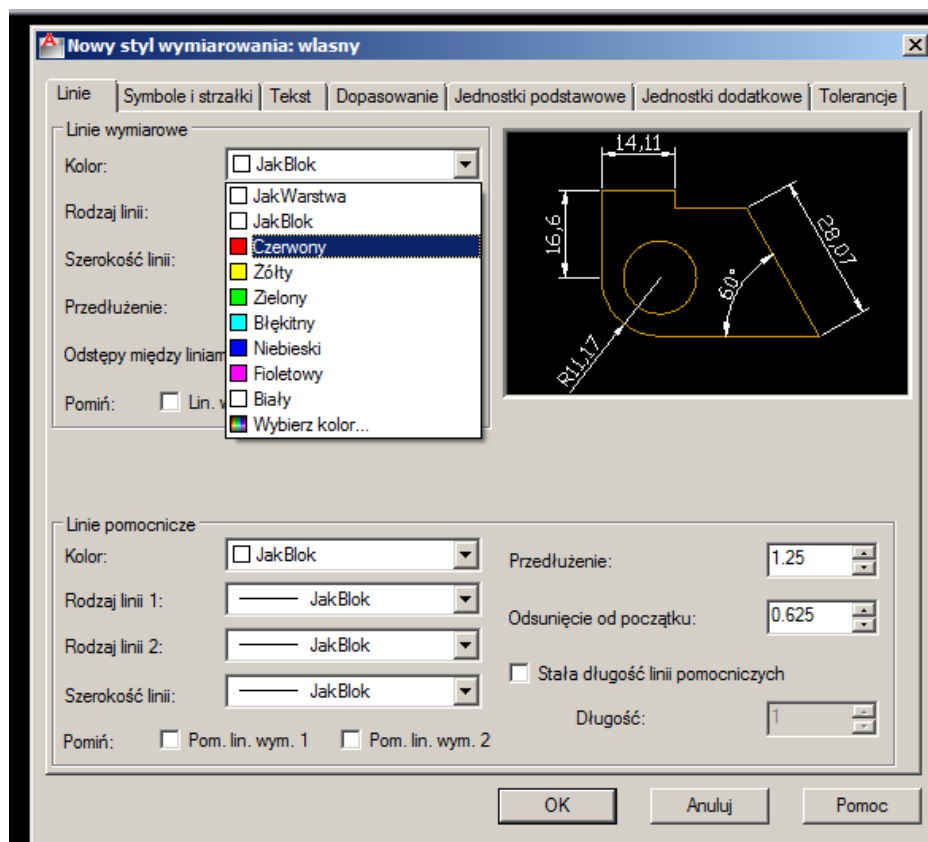 Nowy styl wymiarowania: wlasny
Linie Symbole i strzałki Tekst Dopasowanie Jednostki podstawowe Jednostki dodatkowe Tolerancje
Linie wymiarowe
Kolor: JakBlok
JakWarstwa
Rodzaj linii:
JakBlok
Czerwony
Szerokość linii:
Żółty
Zielony
Przedłużenie:
Błękitny
Odstępy między liniam
Niebieski
Fioletowy
Pomiń: Lin.
Biały
Wybierz kolor...
14,11
16,6
28,07
60°
R11,17
Linie pomocnicze
Kolor: JakBlok
Rodzaj linii 1: JakBlok
Rodzaj linii 2: JakBlok
Szerokość linii: JakBlok
Pomiń: Pom. lin. wym. 1 Pom. lin. wym. 2
Przedłużenie: 1.25
Odsunięcie od początku: 0.625
Stała długość linii pomocniczych
Długość: 1
OK Anuluj Pomoc